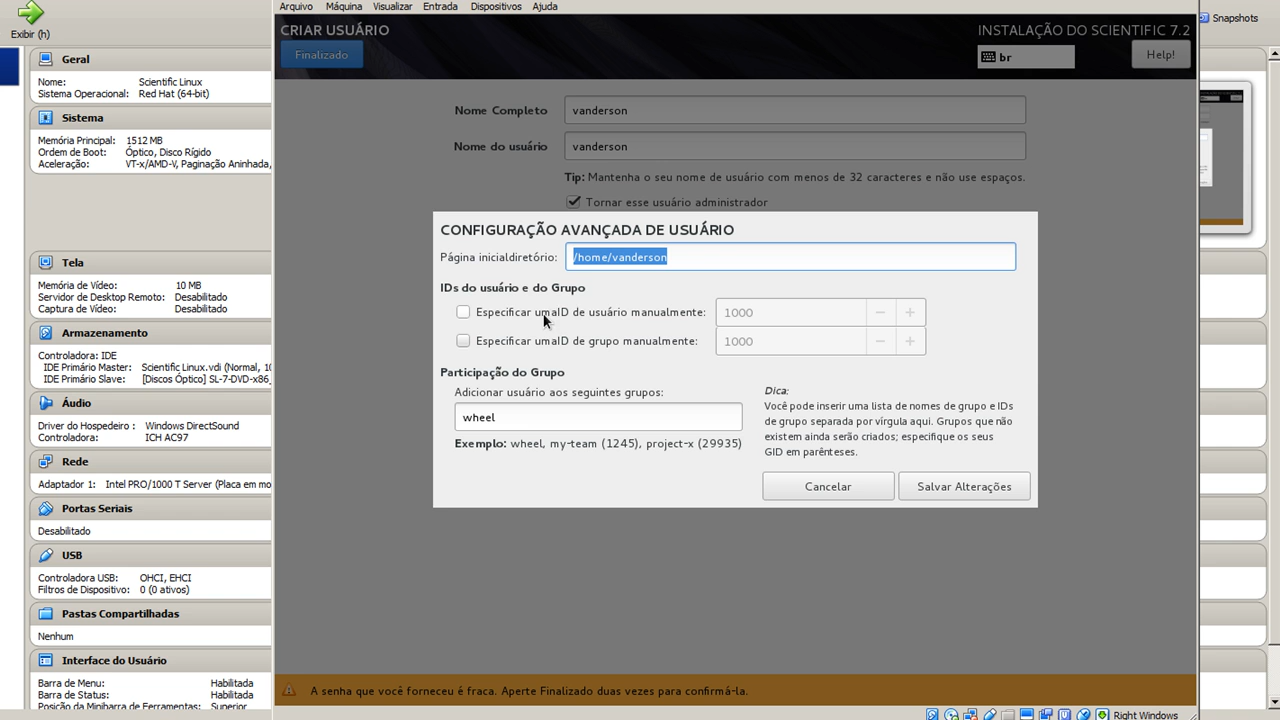 Arquivo Máquina Visualizar Entrada Dispositivos Ajuda
Exibir (h)
Snapshots
CRIAR USUÁRIO
INSTALAÇÃO DO SCIENTIFIC 7.2
Finalizado
br
Help!
Geral
Nome: Scientific Linux
Sistema Operacional: Red Hat (64-bit)
Sistema
Memória Principal: 1512 MB
Ordem de Boot: Óptico, Disco Rígido
Aceleração: VT-x/AMD-V, Paginação Aninhada,
Tela
Memória de Vídeo: 10 MB
Servidor de Desktop Remoto: Desabilitado
Captura de Vídeo: Desabilitado
Armazenamento
Controladora: IDE
IDE Primário Master: Scientific Linux.vdi (Normal, 10
IDE Primário Slave: [Discos Óptico] SL-7-DVD-x86_
Áudio
Driver do Hospedeiro : Windows DirectSound
Controladora: ICH AC97
Rede
Adaptador 1: Intel PRO/1000 T Server (Placa em mo
Portas Seriais
Desabilitado
USB
Controladora USB: OHCI, EHCI
Filtros de Dispositivo: 0 (0 ativos)
Pastas Compartilhadas
Nenhum
Interface do Usuário
Barra de Menu: Habilitada
Barra de Status: Habilitada
Posição da Minibarra de Ferramentas: Superior
Nome Completo vanderson
Nome do usuário vanderson
Tip: Mantenha o seu nome de usuário com menos de 32 caracteres e não use espaços.
Tornar esse usuário administrador
CONFIGURAÇÃO AVANÇADA DE USUÁRIO
Página inicialdiretório: /home/vanderson
IDs do usuário e do Grupo
Especificar umaID de usuário manualmente: 1000 − +
Especificar umaID de grupo manualmente: 1000 − +
Participação do Grupo
Adicionar usuário aos seguintes grupos:
wheel
Exemplo: wheel, my-team (1245), project-x (29935)
Dica:
Você pode inserir uma lista de nomes de grupo e IDs
de grupo separada por vírgula aqui. Grupos que não
existem ainda serão criados; especifique os seus
GID em parênteses.
Cancelar
Salvar Alterações
A senha que você forneceu é fraca. Aperte Finalizado duas vezes para confirmá-la.
Right Windows